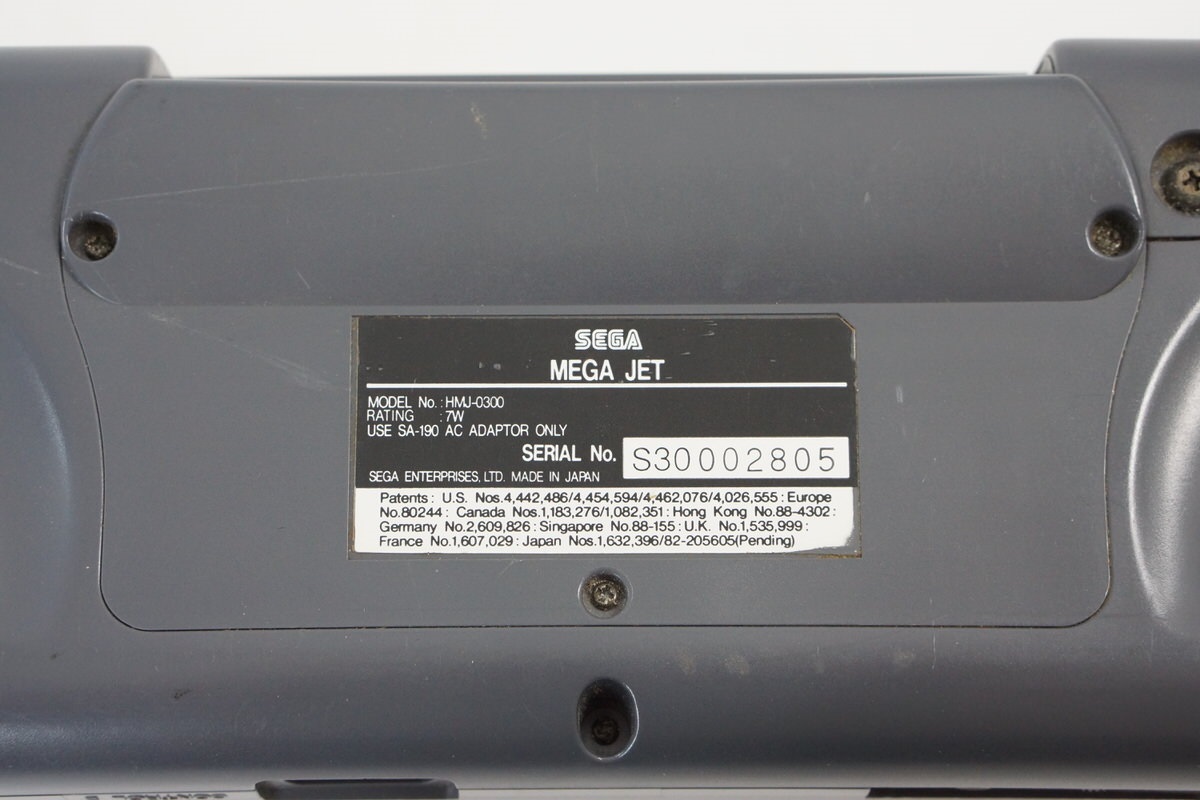 SEGA
MEGA JET
MODEL No. : HMJ-0300
RATING : 7W
USE SA-190 AC ADAPTOR ONLY
SERIAL No. S30002805
SEGA ENTERPRISES, LTD. MADE IN JAPAN
Patents : U.S. Nos.4,442,486/4,454,594/4,462,076/4,026,555 : Europe
No.80244 : Canada Nos.1,183,276/1,082,351 : Hong Kong No.88-4302 :
Germany No.2,609,826 : Singapore No.88-155 : U.K. No.1,535,999 :
France No.1,607,029 : Japan Nos.1,632,396/82-205605(Pending)